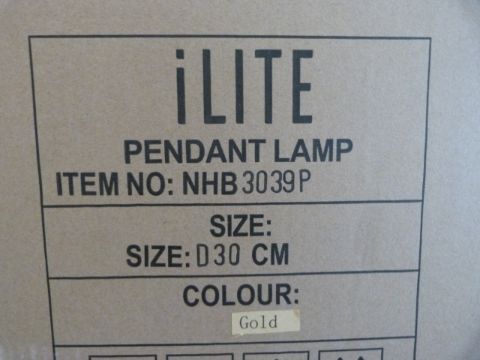 iLITE
PENDANT LAMP
ITEM NO: NHB3039P
SIZE:
SIZE: D30 CM
COLOUR:
Gold